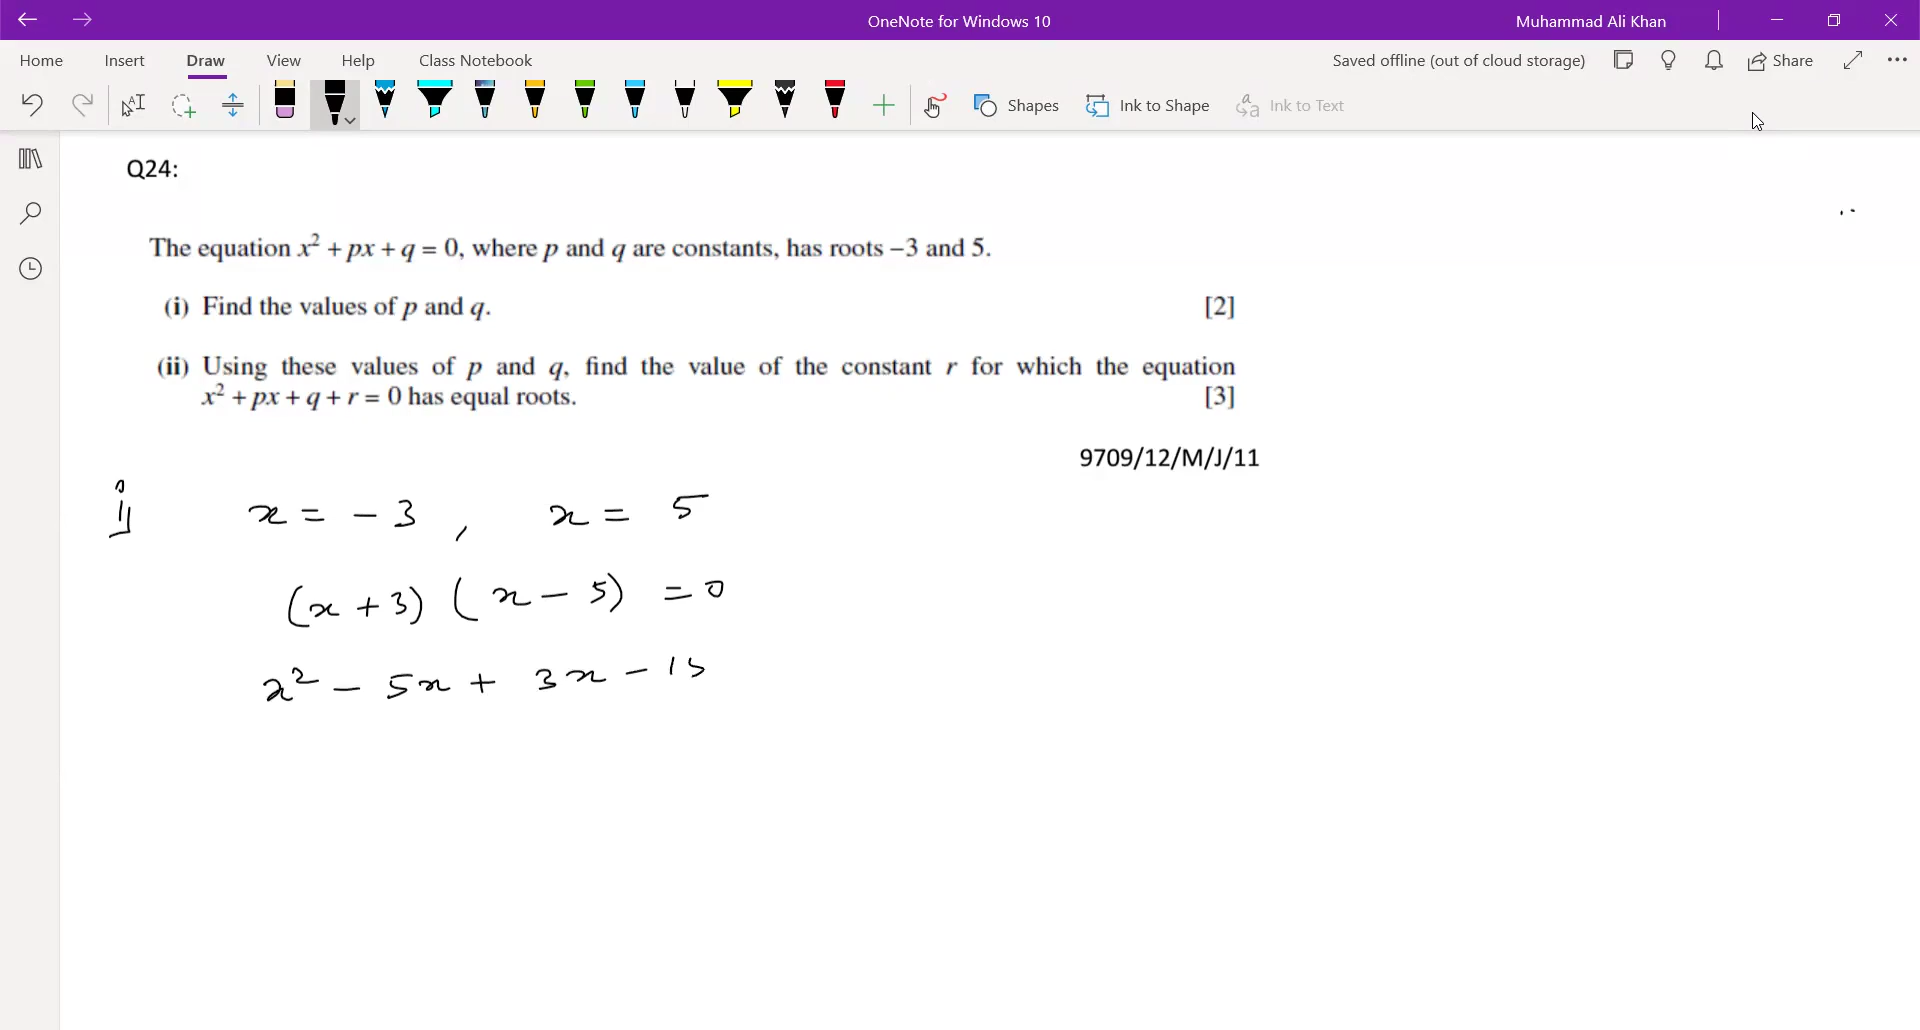 OneNote for Windows 10
Muhammad Ali Khan
Home Insert Draw View Help Class Notebook
Saved offline (out of cloud storage) Share
Shapes Ink to Shape Ink to Text
Q24:
The equation x² + px + q = 0, where p and q are constants, has roots −3 and 5.
(i) Find the values of p and q. [2]
(ii) Using these values of p and q, find the value of the constant r for which the equation
x² + px + q + r = 0 has equal roots. [3]
9709/12/M/J/11
x = − 3 , x = 5
(x + 3) (x − 5) = 0
x² − 5x + 3x − 15